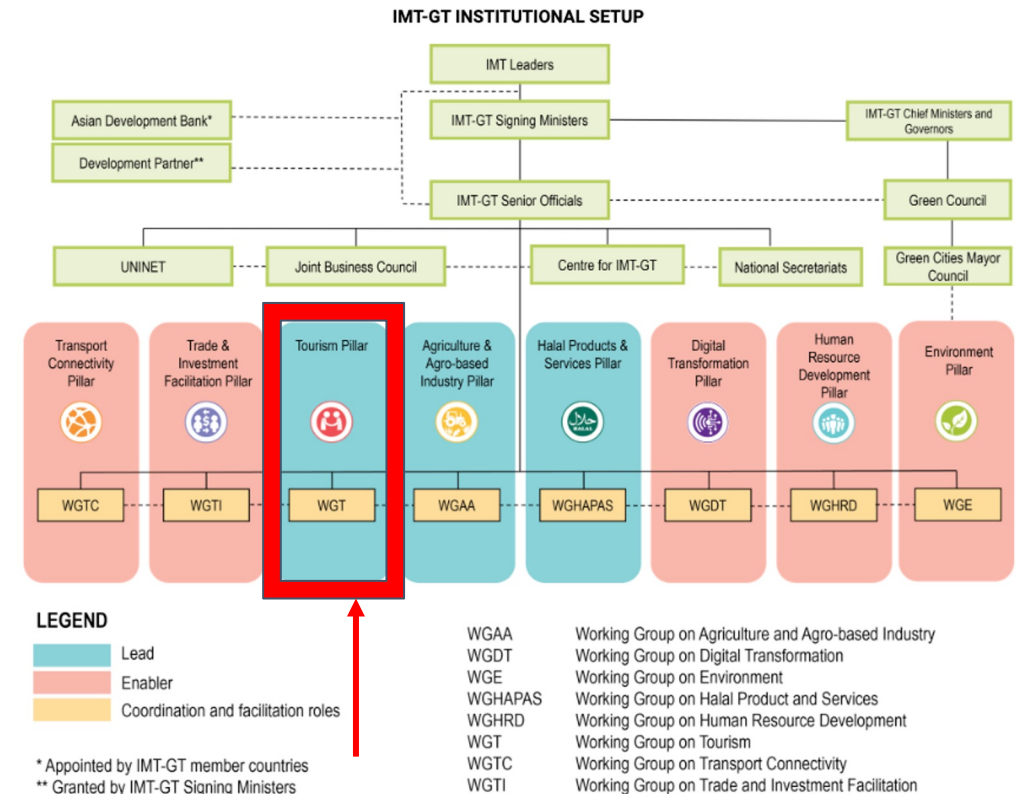 IMT-GT INSTITUTIONAL SETUP
IMT Leaders
Asian Development Bank*
IMT-GT Signing Ministers
IMT-GT Chief Ministers and
Governors
Development Partner**
IMT-GT Senior Officials
Green Council
UNINET
Joint Business Council
Centre for IMT-GT
National Secretariats
Green Cities Mayor
Council
Transport
Connectivity
Pillar
Trade &
Investment
Facilitation Pillar
Tourism Pillar
Agriculture &
Agro-based
Industry Pillar
Halal Products &
Services Pillar
Digital
Transformation
Pillar
Human
Resource
Development
Pillar
Environment
Pillar
$
حلال
HALAL
WGTC
WGTI
WGT
WGAA
WGHAPAS
WGDT
WGHRD
WGE
LEGEND
Lead
Enabler
Coordination and facilitation roles
* Appointed by IMT-GT member countries
** Granted by IMT-GT Signing Ministers
WGAA Working Group on Agriculture and Agro-based Industry
WGDT Working Group on Digital Transformation
WGE Working Group on Environment
WGHAPAS Working Group on Halal Product and Services
WGHRD Working Group on Human Resource Development
WGT Working Group on Tourism
WGTC Working Group on Transport Connectivity
WGTI Working Group on Trade and Investment Facilitation